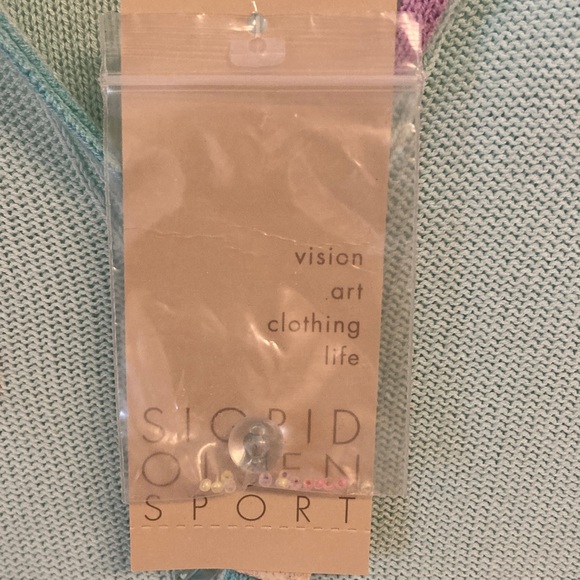 vision
art
clothing
life
SIGRID
OLSEN
SPORT